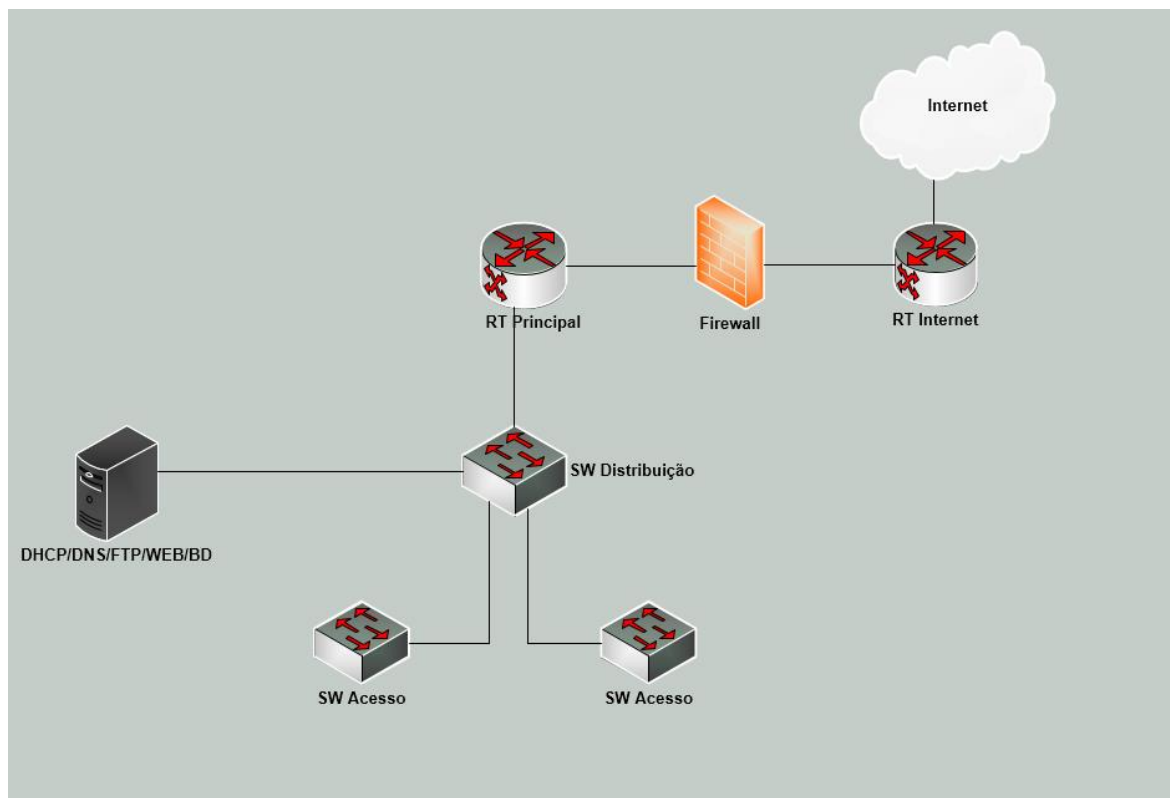 Internet
RT Principal
Firewall
RT Internet
SW Distribuição
DHCP/DNS/FTP/WEB/BD
SW Acesso
SW Acesso